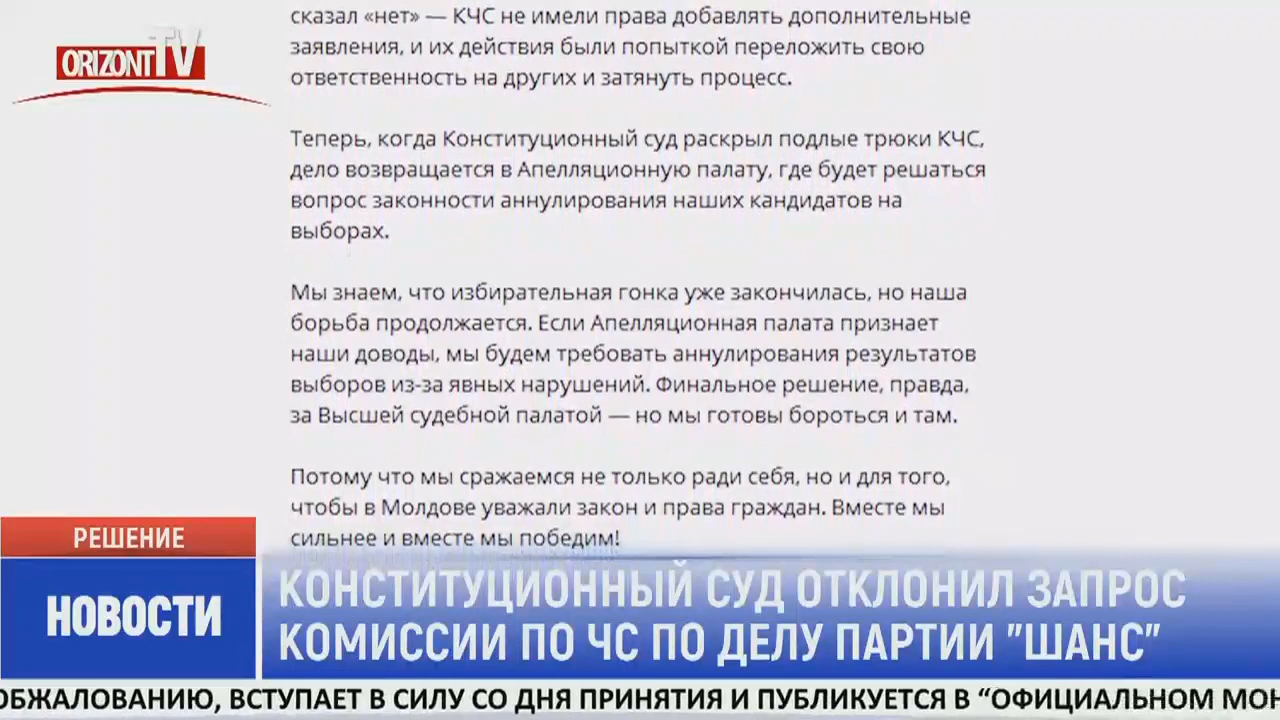 ORIZONT TV
сказал «нет» — КЧС не имели права добавлять дополнительные
заявления, и их действия были попыткой переложить свою
ответственность на других и затянуть процесс.
Теперь, когда Конституционный суд раскрыл подлые трюки КЧС,
дело возвращается в Апелляционную палату, где будет решаться
вопрос законности аннулирования наших кандидатов на
выборах.
Мы знаем, что избирательная гонка уже закончилась, но наша
борьба продолжается. Если Апелляционная палата признает
наши доводы, мы будем требовать аннулирования результатов
выборов из-за явных нарушений. Финальное решение, правда,
за Высшей судебной палатой — но мы готовы бороться и там.
Потому что мы сражаемся не только ради себя, но и для того,
чтобы в Молдове уважали закон и права граждан. Вместе мы
сильнее и вместе мы победим!
РЕШЕНИЕ
НОВОСТИ
КОНСТИТУЦИОННЫЙ СУД ОТКЛОНИЛ ЗАПРОС
КОМИССИИ ПО ЧС ПО ДЕЛУ ПАРТИИ "ШАНС"
ОБЖАЛОВАНИЮ, ВСТУПАЕТ В СИЛУ СО ДНЯ ПРИНЯТИЯ И ПУБЛИКУЕТСЯ В “ОФИЦИАЛЬНОМ МОН